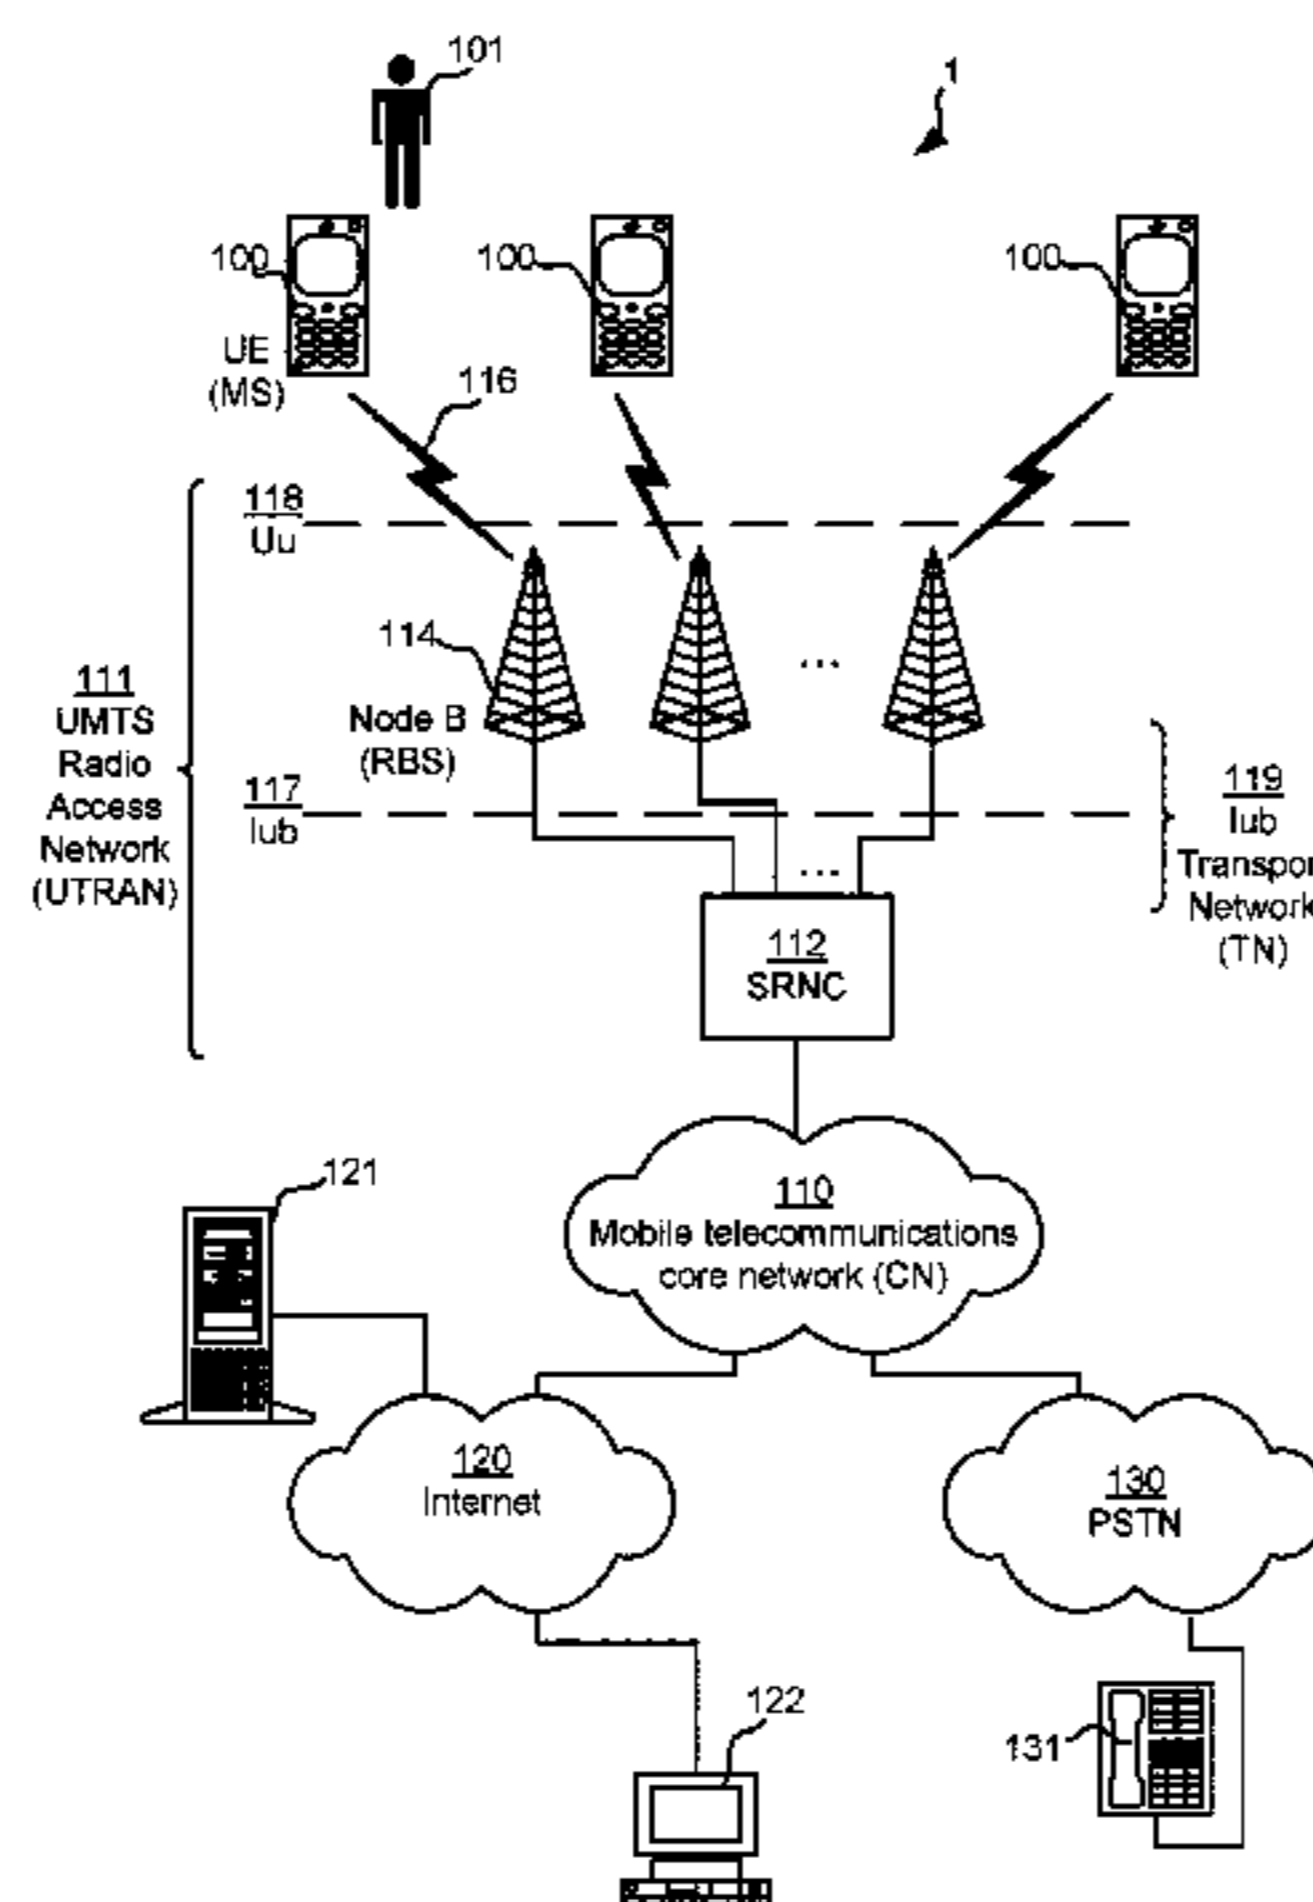 101
1
100
100
100
UE
(MS)
116
118
Uu
114
Node B
(RBS)
...
111
UMTS
Radio
Access
Network
(UTRAN)
117
Iub
119
Iub
Transpor
Network
(TN)
...
112
SRNC
110
Mobile telecommunications
core network (CN)
121
120
Internet
130
PSTN
122
131